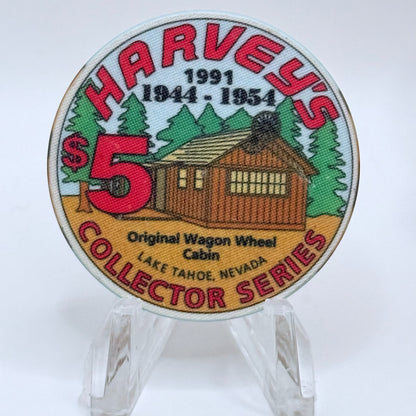 HARVEY'S
1991
1944 - 1954
$5
Original Wagon Wheel
Cabin
LAKE TAHOE, NEVADA
COLLECTOR SERIES